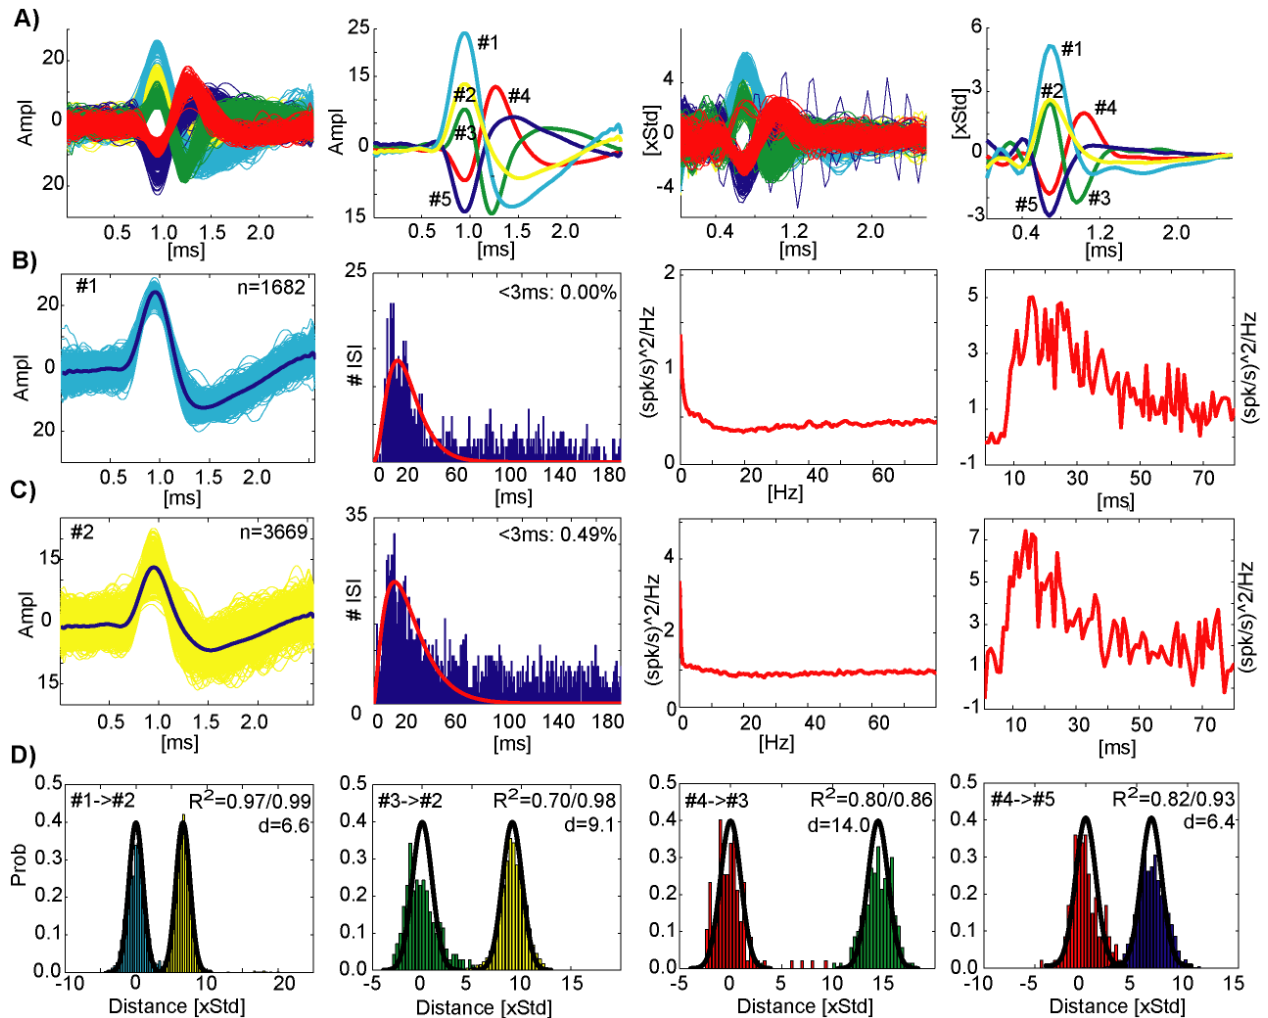 A)
20
0
20
Ampl
0.5 1.0 1.5 2.0
[ms]
25
15
0
15
Ampl
#1
#2
#3
#4
#5
0.5 1.0 1.5 2.0
[ms]
4
0
-4
[xStd]
0.4 1.2 2.0
[ms]
6
3
0
-3
[xStd]
#1
#2
#4
#5
#3
0.4 1.2 2.0
[ms]
B)
#1 n=1682
20
0
20
Ampl
0.5 1.0 1.5 2.0
[ms]
25
# ISI
<3ms: 0.00%
0 20 60 100 150 180
[ms]
2
1
0
(spk/s)^2/Hz
0 20 40 60
[Hz]
5
3
1
-1
(spk/s)^2/Hz
10 30 50 70
[ms]
C)
#2 n=3669
15
0
15
Ampl
0.5 1.0 1.5 2.0
[ms]
35
0
# ISI
<3ms: 0.49%
0 20 60 100 150 180
[ms]
4
2
0
(spk/s)^2/Hz
0 20 40 60
[Hz]
7
5
3
1
-1
(spk/s)^2/Hz
10 30 50 70
[ms]
D)
0.5
0.4
0.3
0.2
0.1
0.0
Prob
#1->#2 R2=0.97/0.99
d=6.6
-10 0 10 20
Distance [xStd]
0.5
0.4
0.3
0.2
0.1
0.0
#3->#2 R2=0.70/0.98
d=9.1
-5 0 5 10 15
Distance [xStd]
0.5
0.4
0.3
0.2
0.1
0.0
#4->#3 R2=0.80/0.86
d=14.0
-5 0 5 10 15
Distance [xStd]
0.5
0.4
0.3
0.2
0.1
0.0
#4->#5 R2=0.82/0.93
d=6.4
-10 -5 0 5 10 15
Distance [xStd]